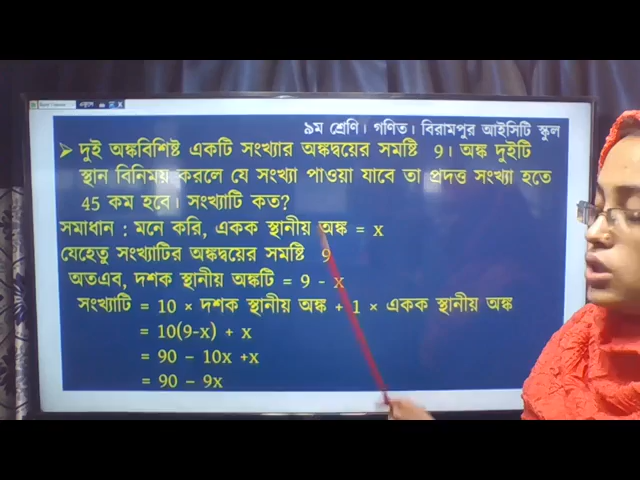 ৯ম শ্রেণি। গণিত। বিরামপুর আইসিটি স্কুল
➤ দুই অঙ্কবিশিষ্ট একটি সংখ্যার অঙ্কদ্বয়ের সমষ্টি 9। অঙ্ক দুইটি
স্থান বিনিময় করলে যে সংখ্যা পাওয়া যাবে তা প্রদত্ত সংখ্যা হতে
45 কম হবে। সংখ্যাটি কত?
সমাধান : মনে করি, একক স্থানীয় অঙ্ক = x
যেহেতু সংখ্যাটির অঙ্কদ্বয়ের সমষ্টি 9
অতএব, দশক স্থানীয় অঙ্কটি = 9 - x
সংখ্যাটি = 10 × দশক স্থানীয় অঙ্ক + 1 × একক স্থানীয় অঙ্ক
= 10(9-x) + x
= 90 – 10x +x
= 90 – 9x